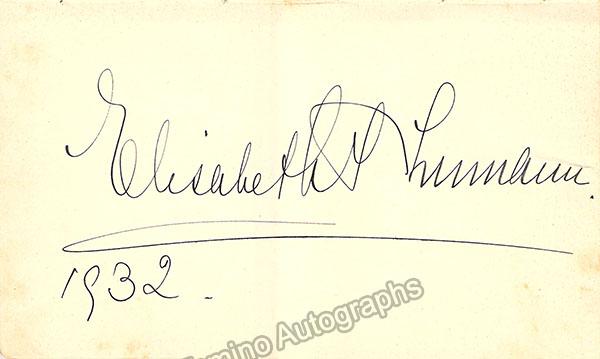 Elisabeth Schumann.
1932.
Tamino Autographs